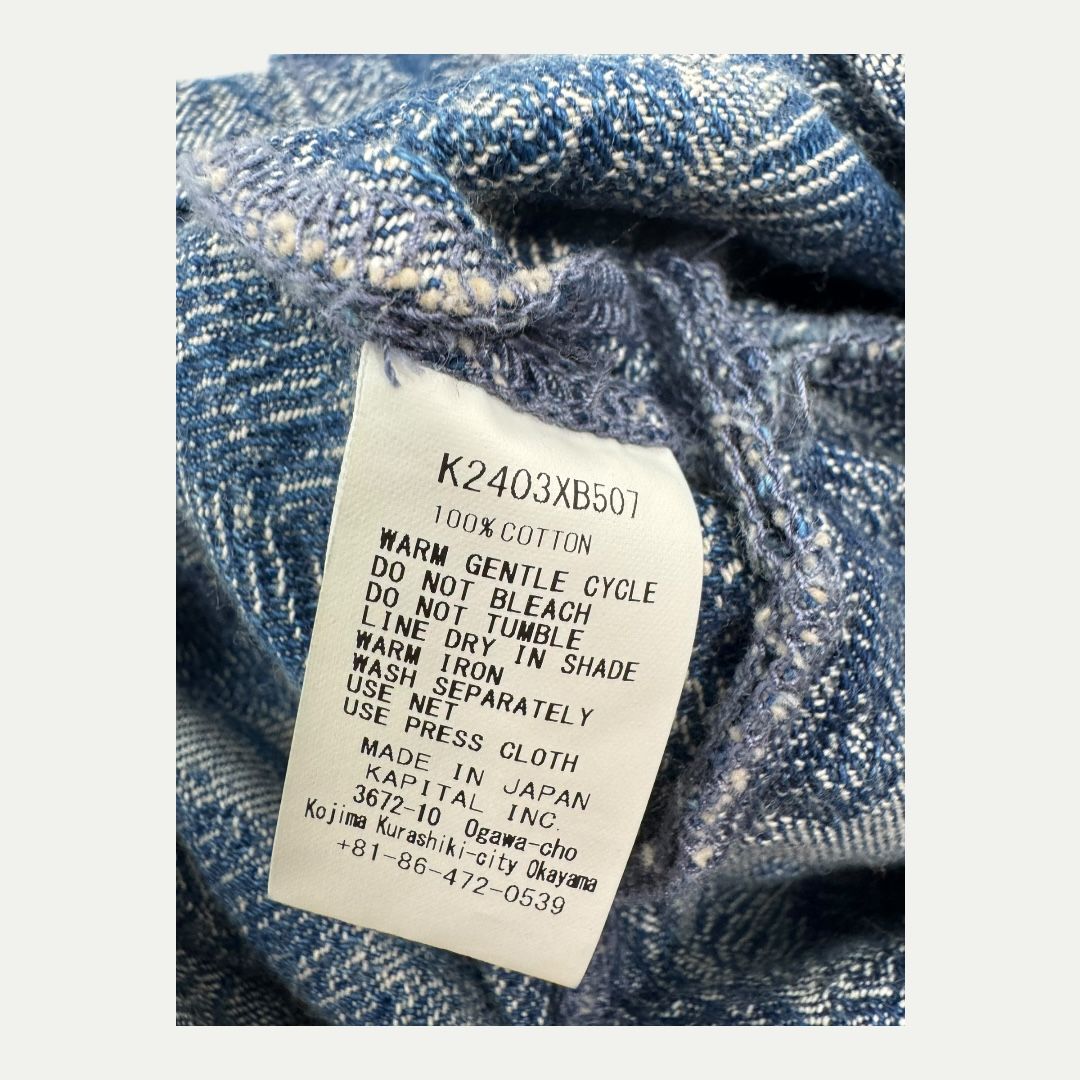 K2403XB507
100% COTTON
WARM GENTLE CYCLE
DO NOT BLEACH
DO NOT TUMBLE
LINE DRY IN SHADE
WARM IRON
WASH SEPARATELY
USE NET
USE PRESS CLOTH
MADE IN JAPAN
KAPITAL INC.
3672-10 Ogawa-cho
Kojima Kurashiki-city Okayama
+81-86-472-0539